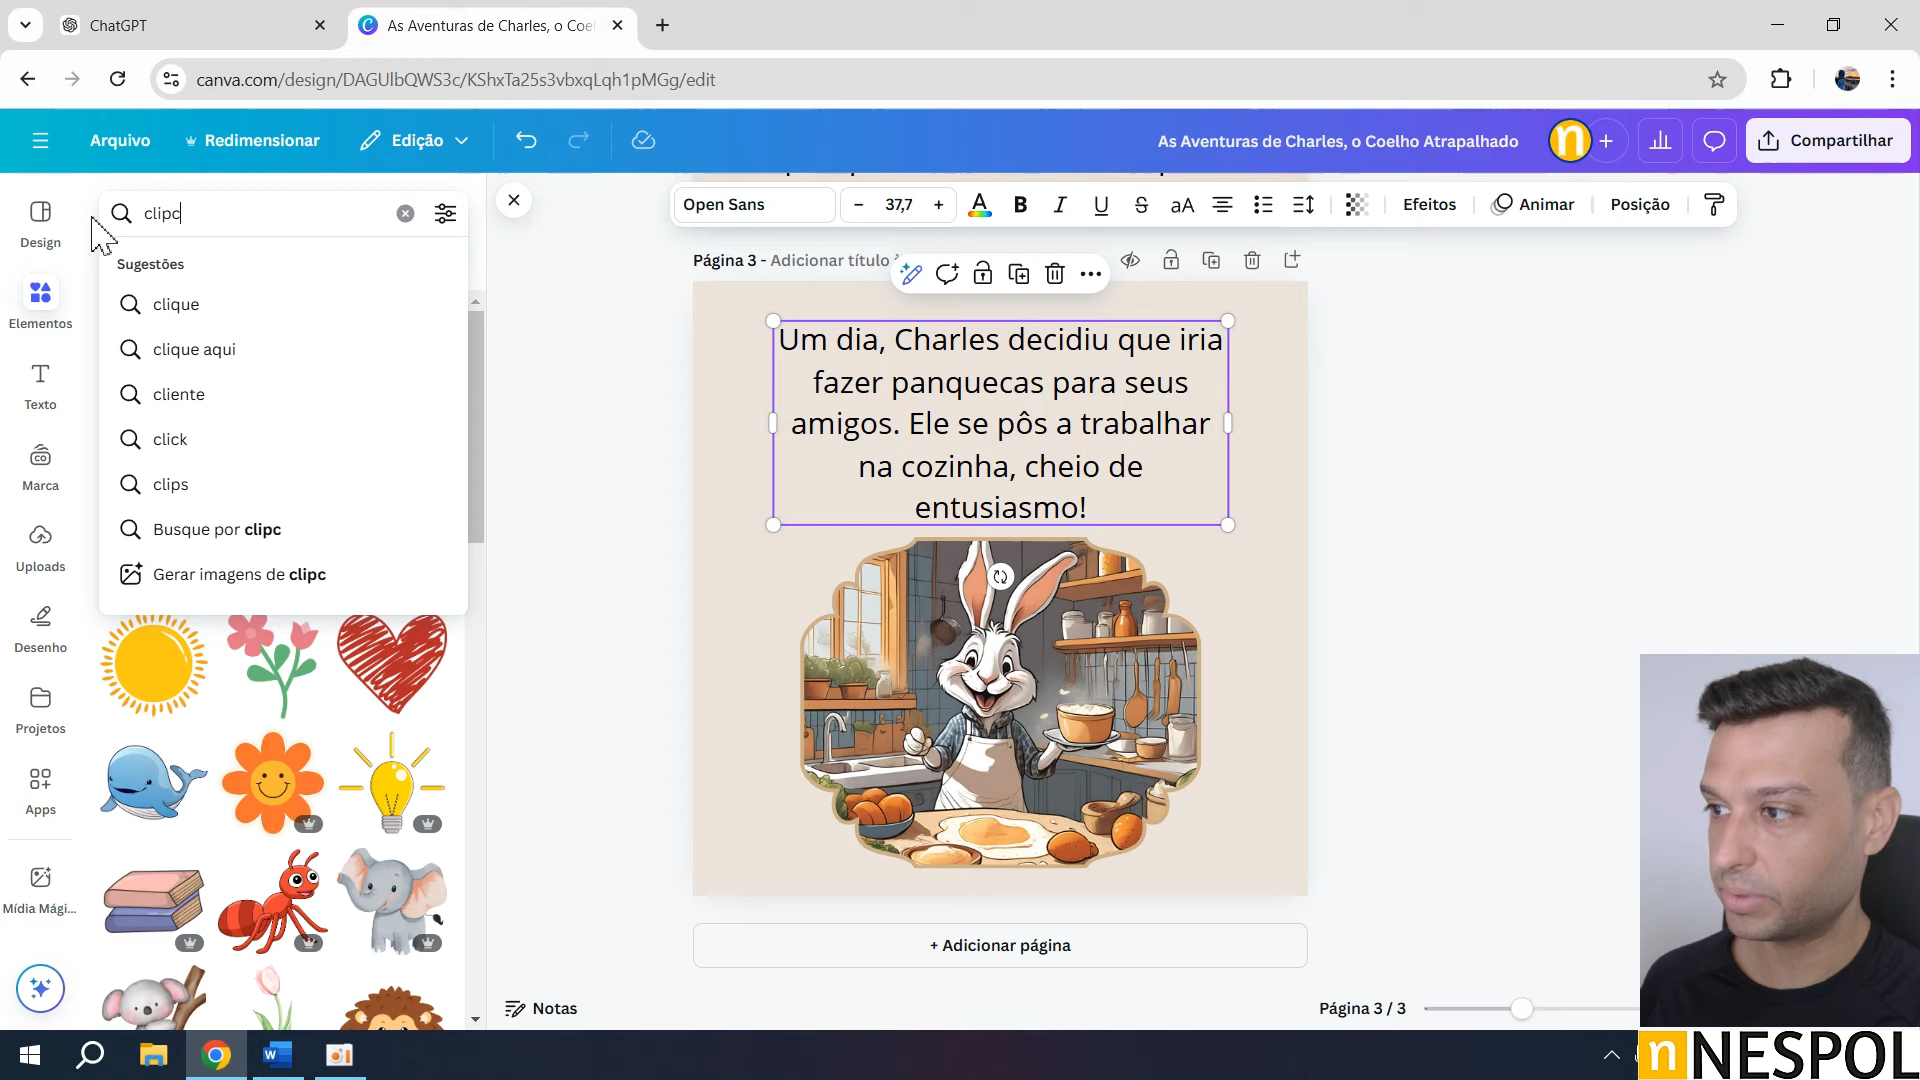 ChatGPT
As Aventuras de Charles, o Coe
canva.com/design/DAGUlbQWS3c/KShxTa25s3vbxqLqh1pMGg/edit
Arquivo
Redimensionar
Edição
As Aventuras de Charles, o Coelho Atrapalhado
n
Compartilhar
Design
Elementos
Texto
Marca
Uploads
Desenho
Projetos
Apps
Mídia Mági...
clipc
Sugestões
clique
clique aqui
cliente
click
clips
Busque por clipc
Gerar imagens de clipc
Open Sans
– 37,7 +
A B I U S aA
Efeitos
Animar
Posição
Página 3 - Adicionar título
Um dia, Charles decidiu que iria
fazer panquecas para seus
amigos. Ele se pôs a trabalhar
na cozinha, cheio de
entusiasmo!
+ Adicionar página
Notas
Página 3 / 3
n NESPOL